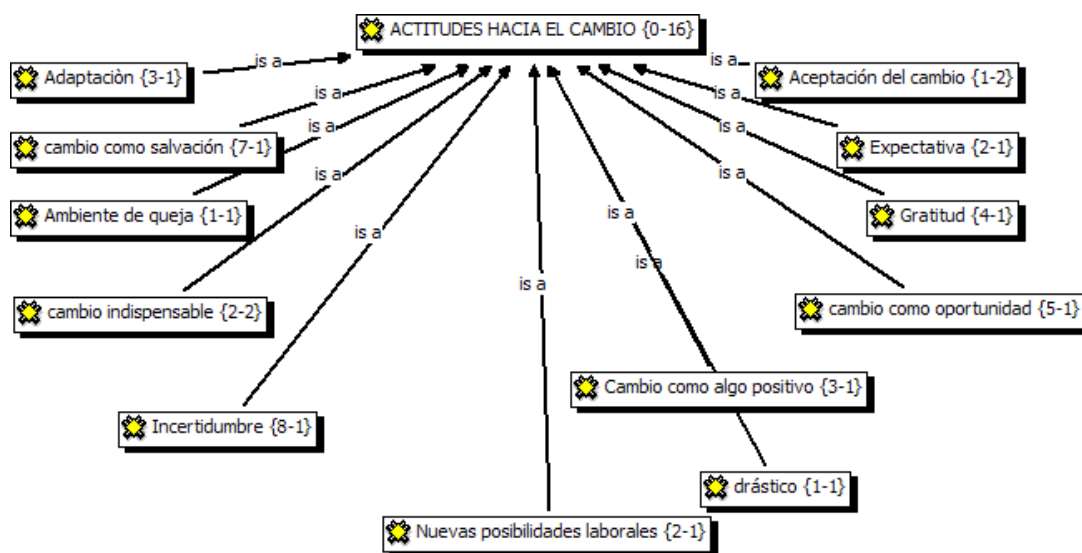 ACTITUDES HACIA EL CAMBIO {0-16}
is a
is a
Adaptaciòn {3-1}
Aceptación del cambio {1-2}
is a
is a
is a
cambio como salvación {7-1}
Expectativa {2-1}
is a
is a
is a
Ambiente de queja {1-1}
Gratitud {4-1}
is a
is a
is a
is a
cambio indispensable {2-2}
cambio como oportunidad {5-1}
Cambio como algo positivo {3-1}
Incertidumbre {8-1}
drástico {1-1}
Nuevas posibilidades laborales {2-1}